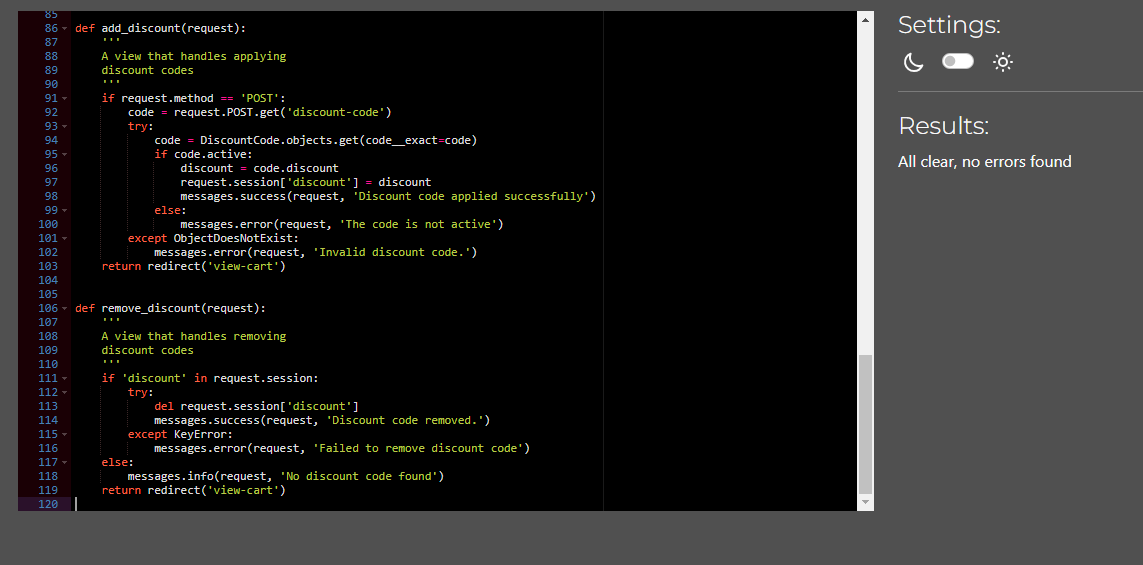 85
86 def add_discount(request):
87     '''
88     A view that handles applying
89     discount codes
90     '''
91     if request.method == 'POST':
92         code = request.POST.get('discount-code')
93         try:
94             code = DiscountCode.objects.get(code__exact=code)
95             if code.active:
96                 discount = code.discount
97                 request.session['discount'] = discount
98                 messages.success(request, 'Discount code applied successfully')
99             else:
100                 messages.error(request, 'The code is not active')
101         except ObjectDoesNotExist:
102             messages.error(request, 'Invalid discount code.')
103     return redirect('view-cart')
104
105
106 def remove_discount(request):
107     '''
108     A view that handles removing
109     discount codes
110     '''
111     if 'discount' in request.session:
112         try:
113             del request.session['discount']
114             messages.success(request, 'Discount code removed.')
115         except KeyError:
116             messages.error(request, 'Failed to remove discount code')
117     else:
118         messages.info(request, 'No discount code found')
119     return redirect('view-cart')
120
Settings:
Results:
All clear, no errors found